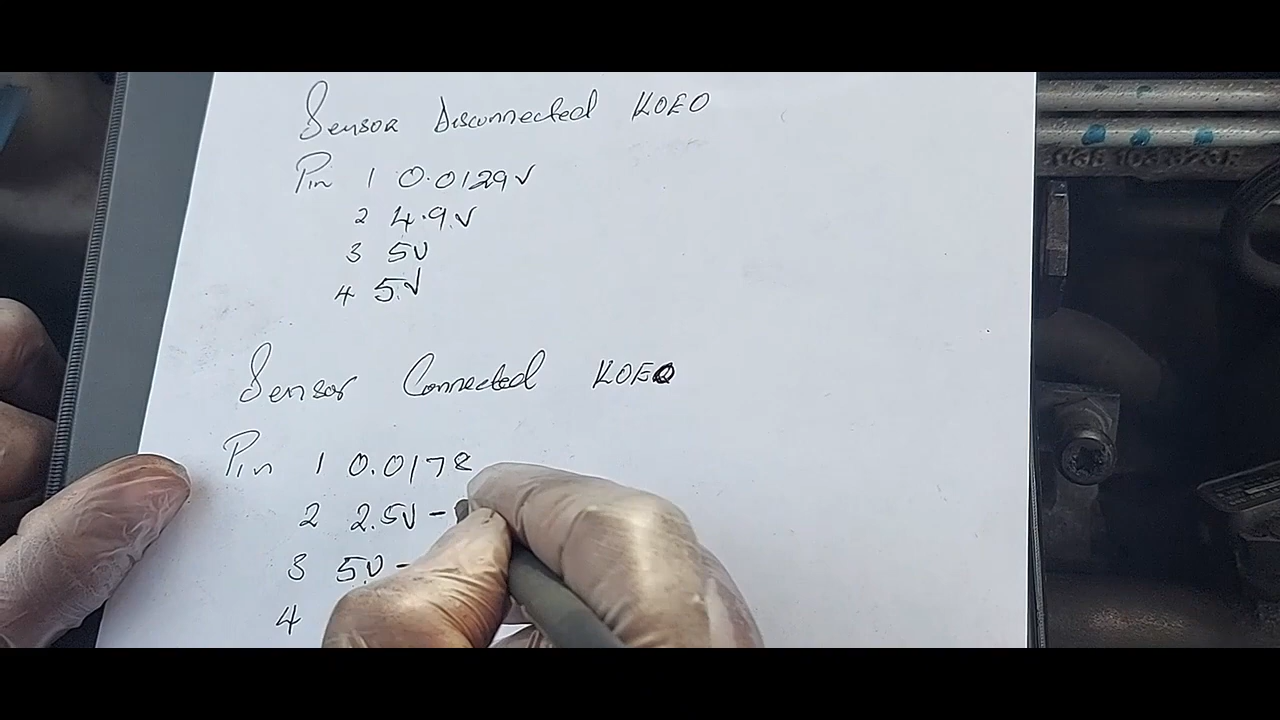 Sensor Disconnected KOEO
Pin 1 0.0129V
2 4.9V
3 5V
4 5V
Sensor Connected KOEO
Pin 1 0.0178
2 2.5V -
3 5V -
4